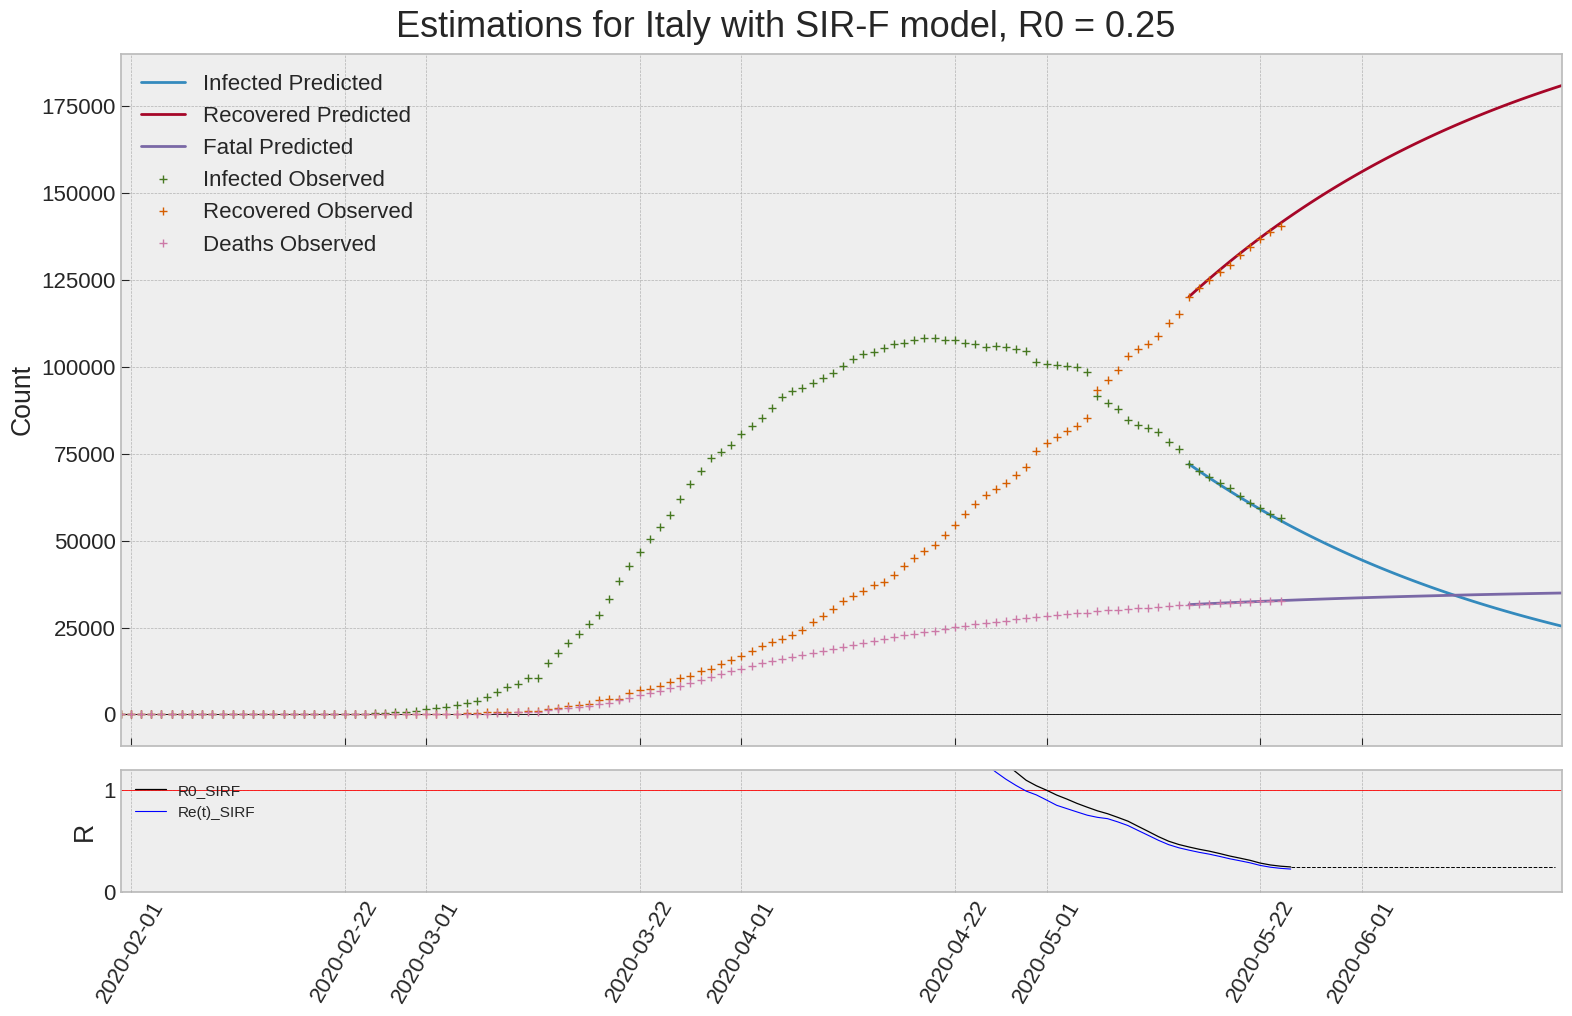 Estimations for Italy with SIR-F model, R0 = 0.25
Count
175000
150000
125000
100000
75000
50000
25000
0
Infected Predicted
Recovered Predicted
Fatal Predicted
Infected Observed
Recovered Observed
Deaths Observed
R
1
0
R0_SIRF
Re(t)_SIRF
2020-02-01
2020-02-22
2020-03-01
2020-03-22
2020-04-01
2020-04-22
2020-05-01
2020-05-22
2020-06-01